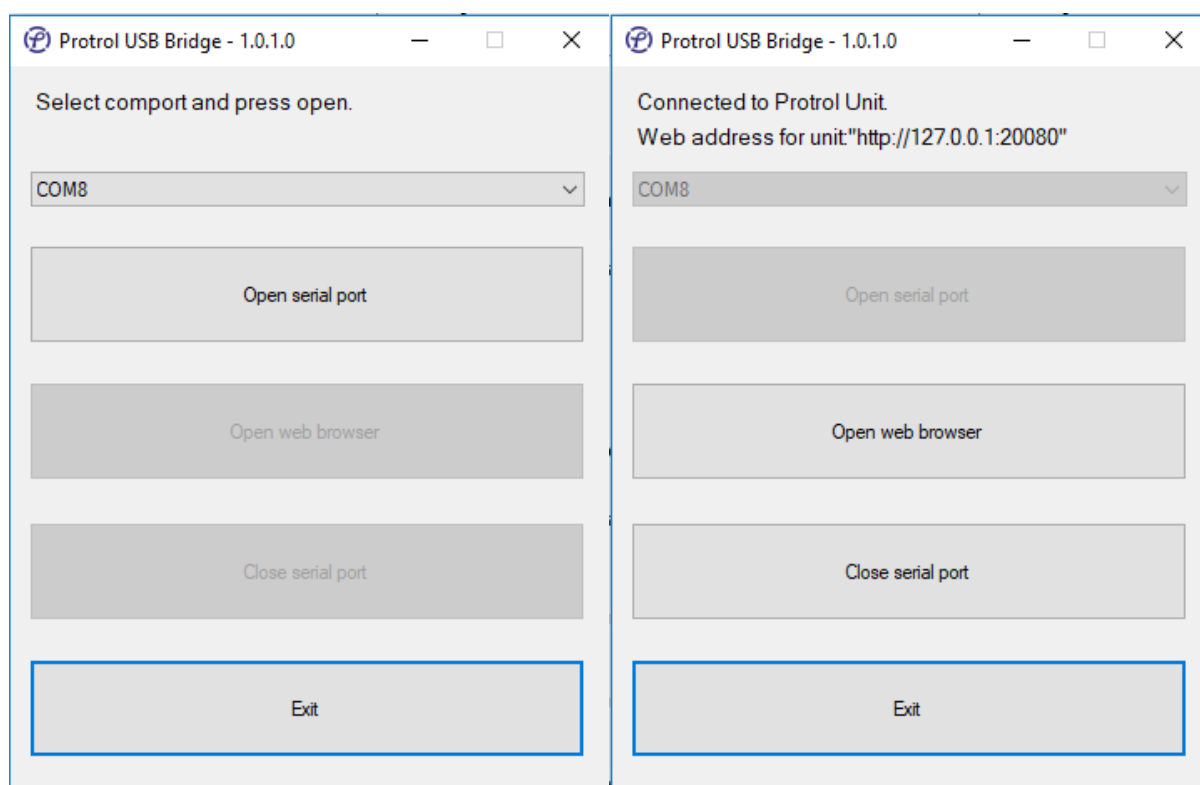 Protrol USB Bridge - 1.0.1.0
Select comport and press open.
COM8
Open serial port
Open web browser
Close serial port
Exit
Protrol USB Bridge - 1.0.1.0
Connected to Protrol Unit.
Web address for unit:"http://127.0.0.1:20080"
COM8
Open serial port
Open web browser
Close serial port
Exit